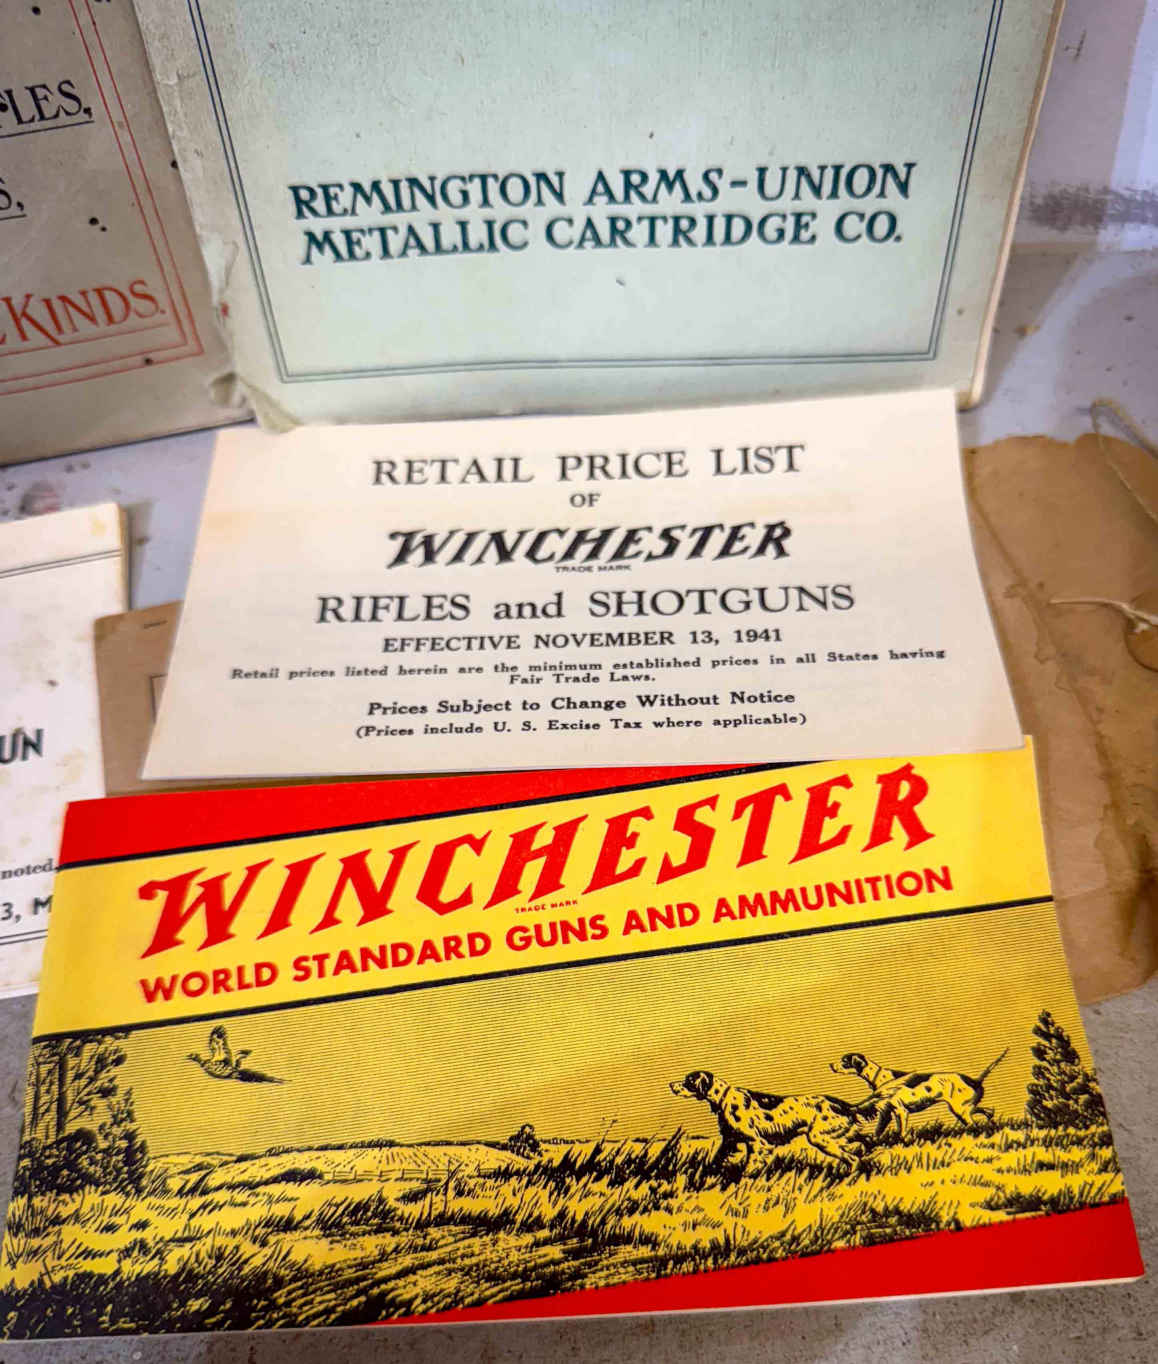 KINDS.
REMINGTON ARMS-UNION
METALLIC CARTRIDGE CO.
RETAIL PRICE LIST
OF
WINCHESTER
TRADE MARK
RIFLES and SHOTGUNS
EFFECTIVE NOVEMBER 13, 1941
Retail prices listed herein are the minimum established prices in all States having
Fair Trade Laws.
Prices Subject to Change Without Notice
(Prices include U. S. Excise Tax where applicable)
noted,
3, M
WINCHESTER
TRADE MARK
WORLD STANDARD GUNS AND AMMUNITION